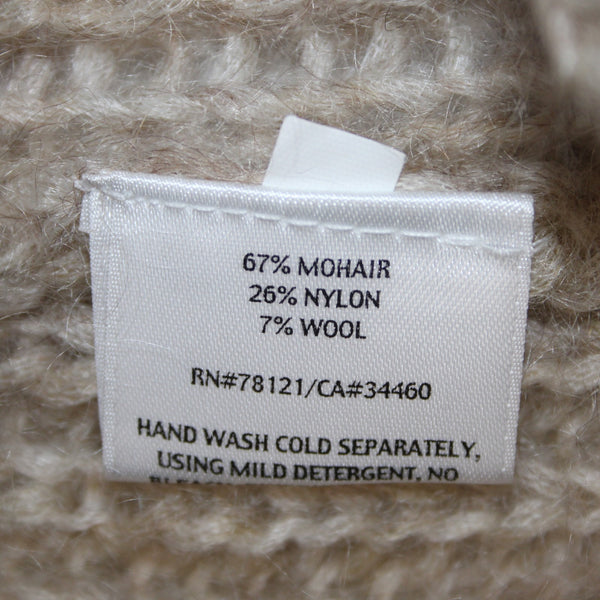 67% MOHAIR
26% NYLON
7% WOOL
RN#78121/CA#34460
HAND WASH COLD SEPARATELY,
USING MILD DETERGENT. NO